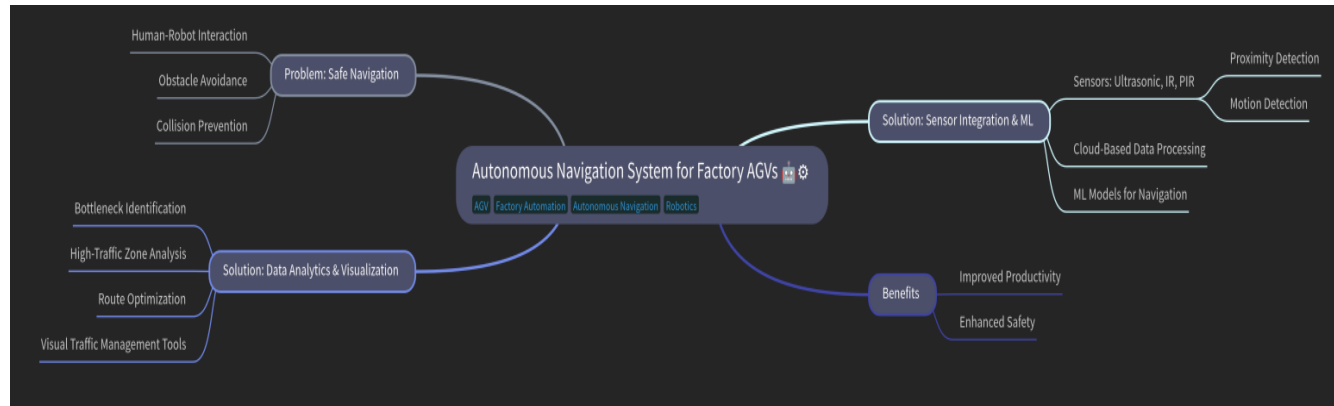 Autonomous Navigation System for Factory AGVs 🤖⚙
AGV Factory Automation Autonomous Navigation Robotics
Problem: Safe Navigation
Human-Robot Interaction
Obstacle Avoidance
Collision Prevention
Solution: Data Analytics & Visualization
Bottleneck Identification
High-Traffic Zone Analysis
Route Optimization
Visual Traffic Management Tools
Solution: Sensor Integration & ML
Sensors: Ultrasonic, IR, PIR
Proximity Detection
Motion Detection
Cloud-Based Data Processing
ML Models for Navigation
Benefits
Improved Productivity
Enhanced Safety